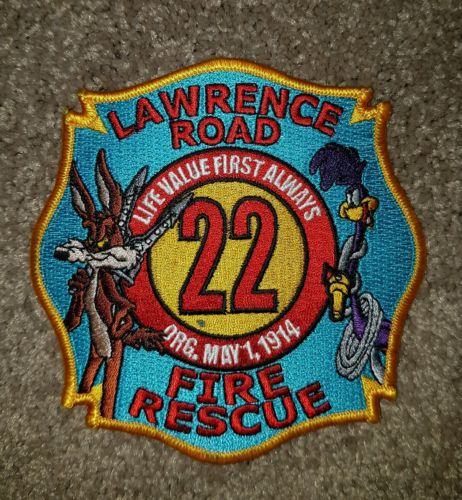 LAWRENCE
ROAD
LIFE VALUE FIRST ALWAYS
22
ORG. MAY 1, 1914
FIRE
RESCUE